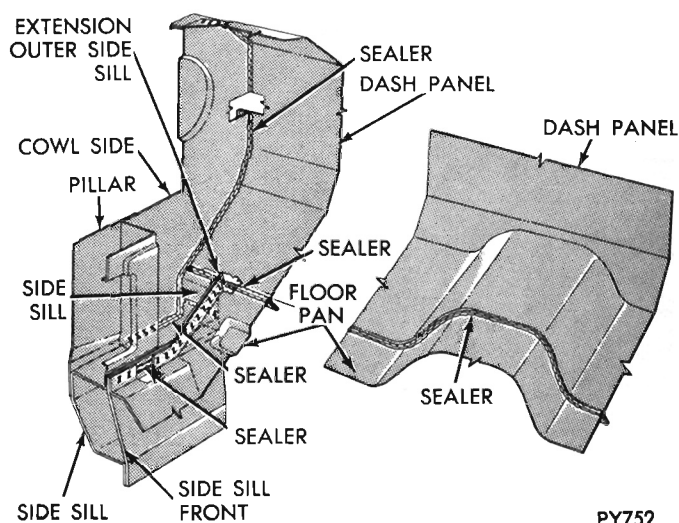 EXTENSION
OUTER SIDE
SILL
SEALER
DASH PANEL
DASH PANEL
COWL SIDE
PILLAR
SEALER
SIDE
SILL
FLOOR
PAN
SEALER
SEALER
SEALER
SIDE SILL
SIDE SILL
FRONT
PY752